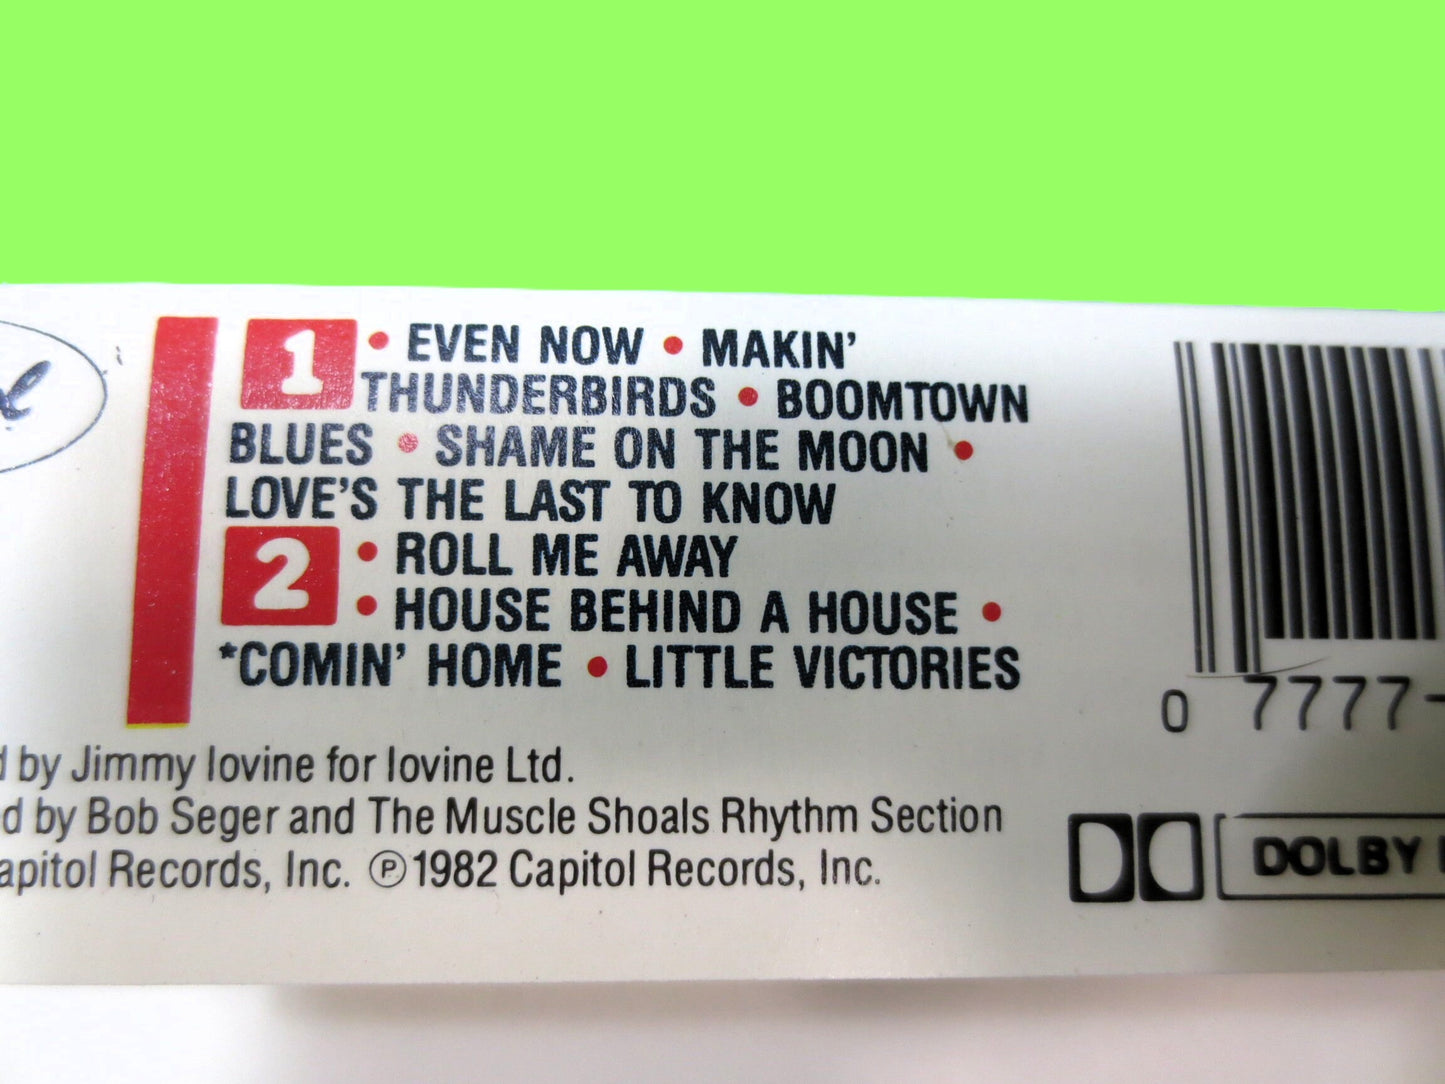 1 • EVEN NOW • MAKIN'
THUNDERBIRDS • BOOMTOWN
BLUES • SHAME ON THE MOON •
LOVE'S THE LAST TO KNOW
2 • ROLL ME AWAY
• HOUSE BEHIND A HOUSE •
*COMIN' HOME • LITTLE VICTORIES
by Jimmy Iovine for Iovine Ltd.
by Bob Seger and The Muscle Shoals Rhythm Section
apitol Records, Inc. ℗1982 Capitol Records, Inc.
0 7777-
DOLBY